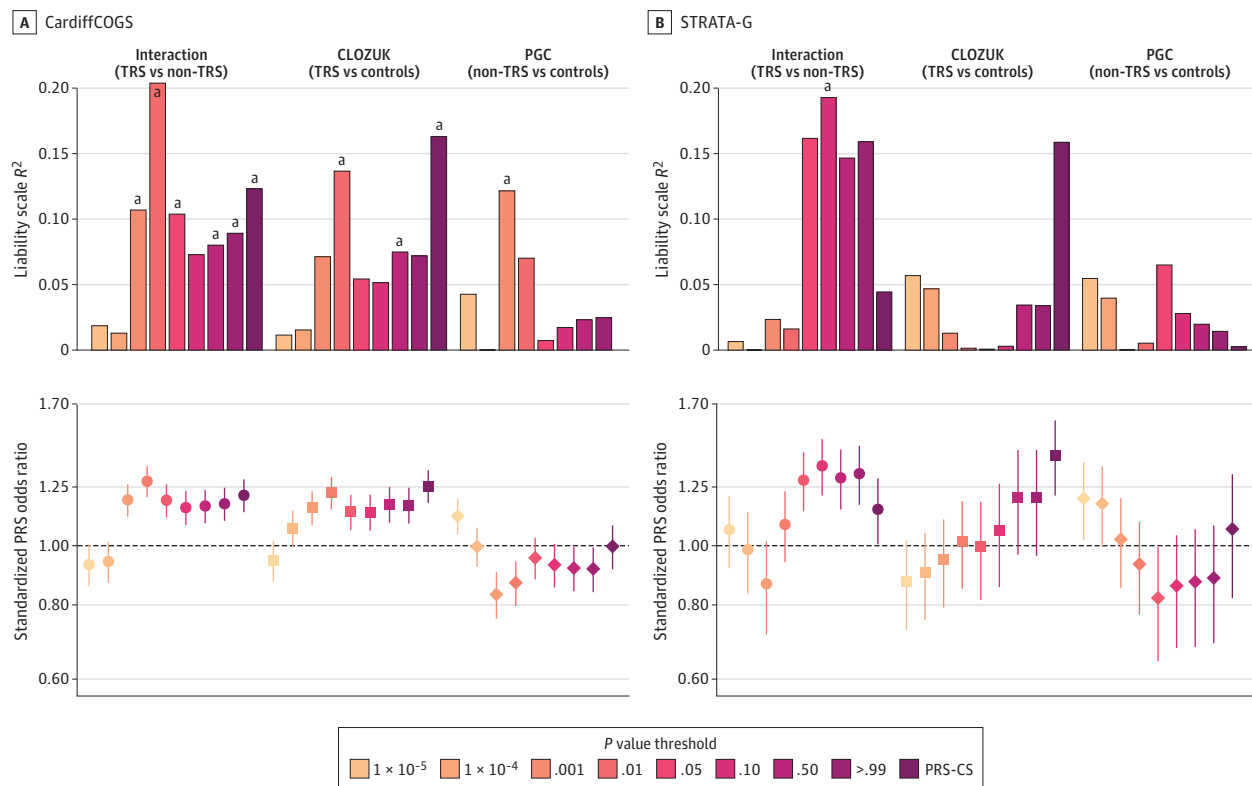 A CardiffCOGS
Interaction
(TRS vs non-TRS)
CLOZUK
(TRS vs controls)
PGC
(non-TRS vs controls)
Liability scale R²
0.20
0.15
0.10
0.05
0
a
a
a
a
a
a
a
a
a
a
Standardized PRS odds ratio
1.70
1.25
1.00
0.80
0.60
B STRATA-G
Interaction
(TRS vs non-TRS)
CLOZUK
(TRS vs controls)
PGC
(non-TRS vs controls)
Liability scale R²
0.20
0.15
0.10
0.05
0
a
Standardized PRS odds ratio
1.70
1.25
1.00
0.80
0.60
P value threshold
1 × 10⁻⁵ 1 × 10⁻⁴ .001 .01 .05 .10 .50 >.99 PRS-CS